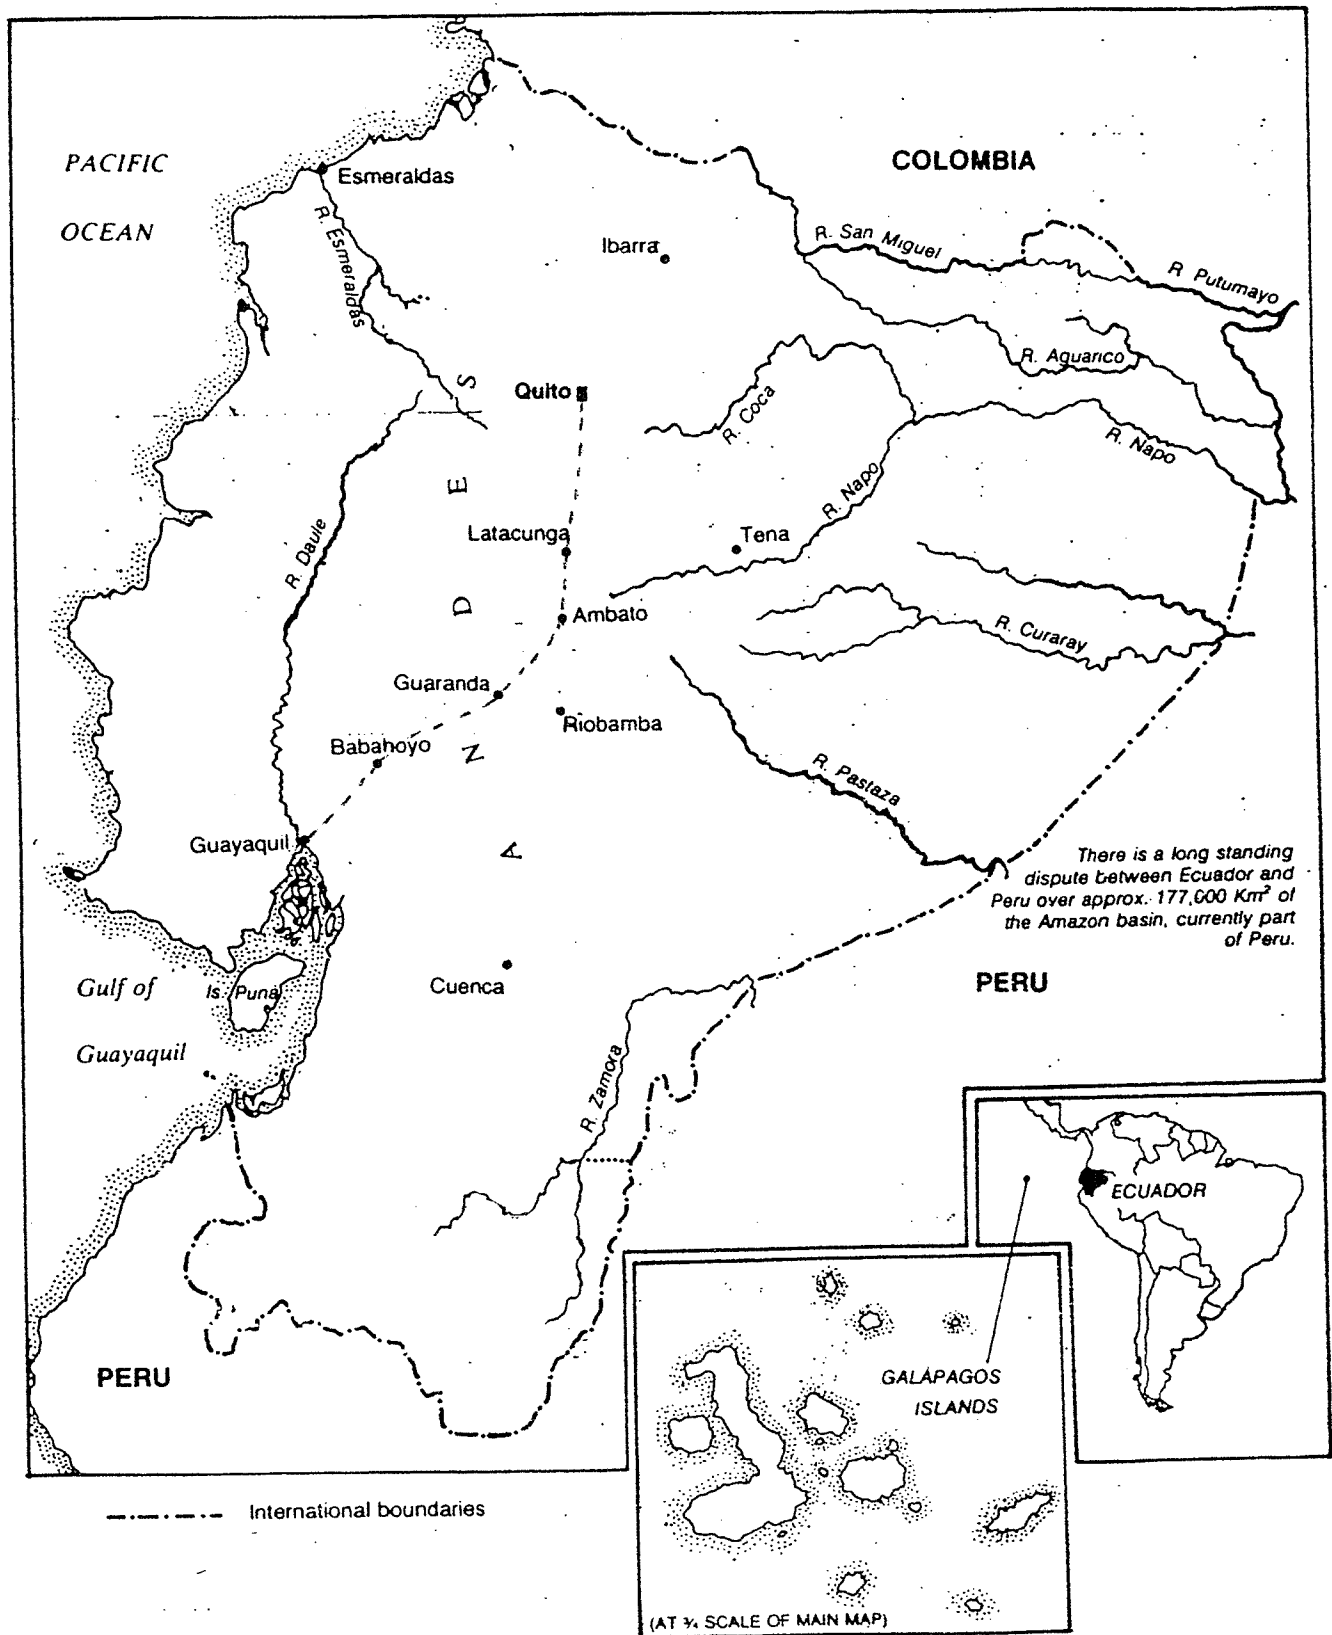 PACIFIC
OCEAN
COLOMBIA
Esmeraldas
R. Esmeraldas
Ibarra
R. San Miguel
R Putumayo
R. Aguarico
Quito
R. Coca
R. Napo
R. Napo
R. Daule
Latacunga
Tena
Ambato
R. Curaray
Guaranda
Riobamba
Babahoyo
R. Pastaza
ANDES
Guayaquil
There is a long standing
dispute between Ecuador and
Peru over approx. 177,000 Km² of
the Amazon basin, currently part
of Peru.
Cuenca
PERU
Gulf of
Guayaquil
Is. Puna
R. Zamora
ECUADOR
PERU
GALAPAGOS
ISLANDS
International boundaries
(AT ¾ SCALE OF MAIN MAP)